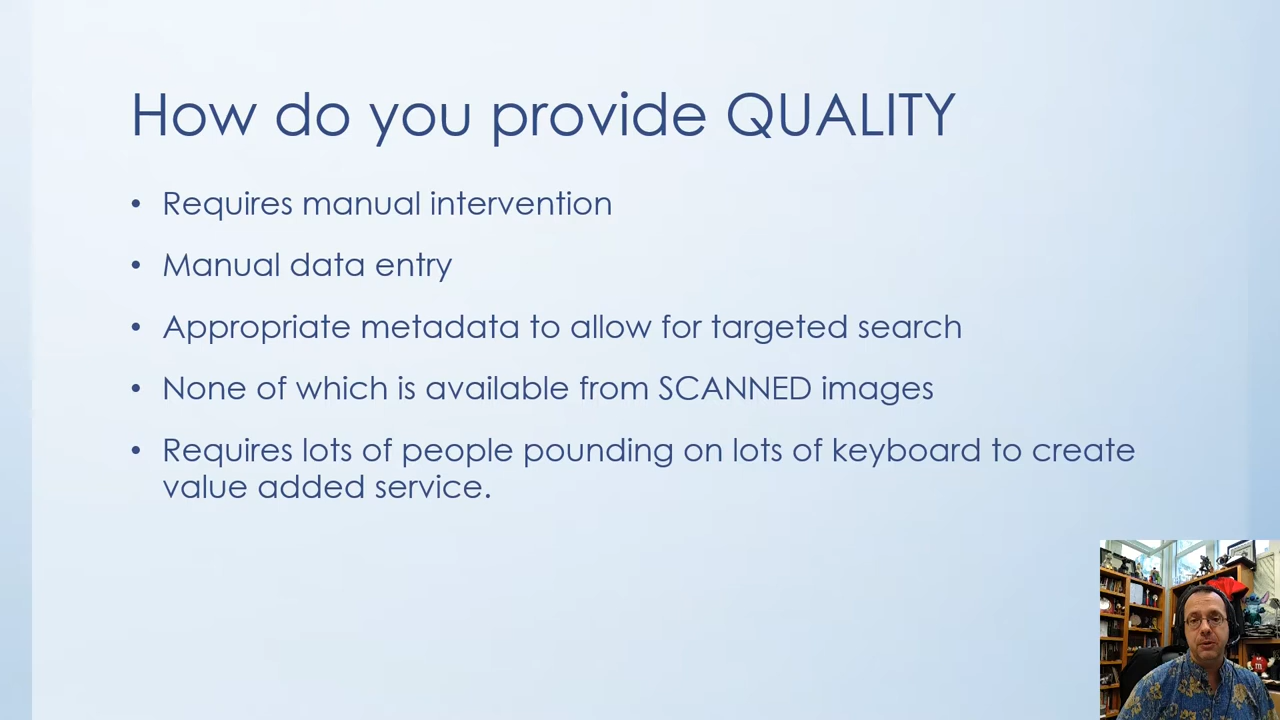 How do you provide QUALITY
• Requires manual intervention
• Manual data entry
• Appropriate metadata to allow for targeted search
• None of which is available from SCANNED images
• Requires lots of people pounding on lots of keyboard to create
value added service.